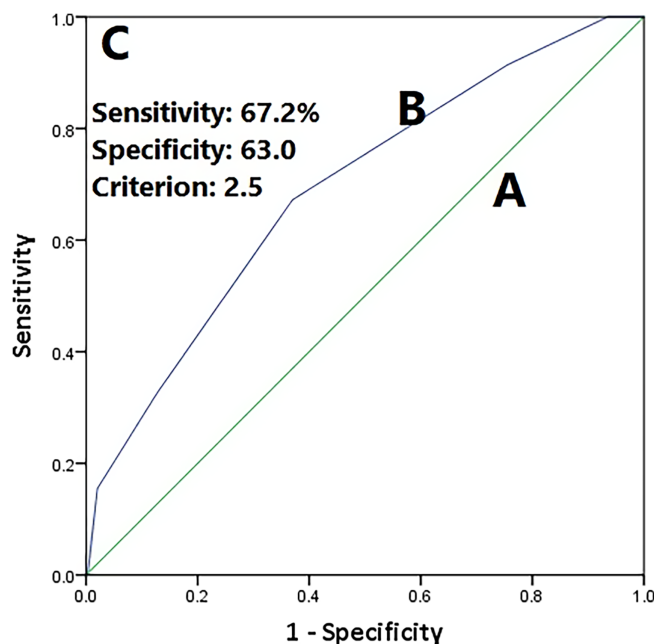 C
Sensitivity: 67.2%
Specificity: 63.0
Criterion: 2.5
B
A
Sensitivity
1.0
0.8
0.6
0.4
0.2
0.0
0.0 0.2 0.4 0.6 0.8 1.0
1 - Specificity